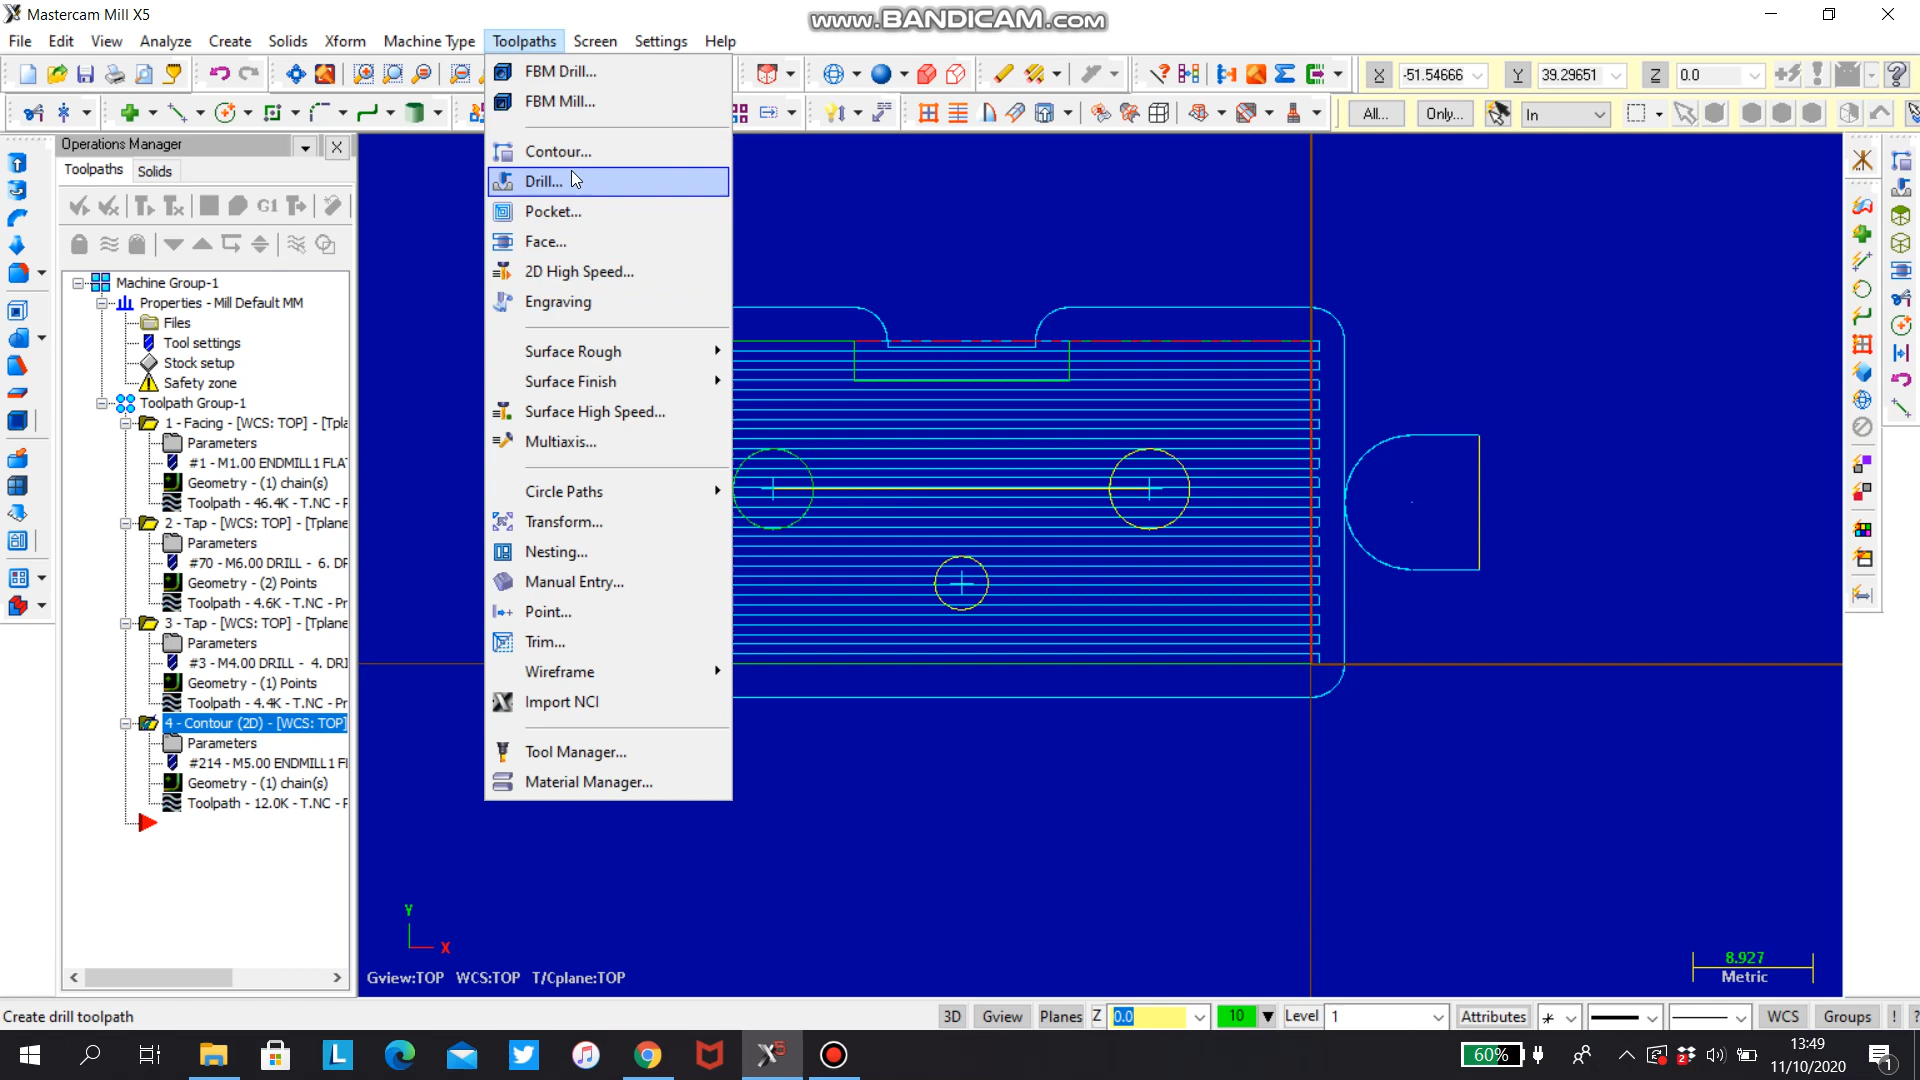 Mastercam Mill X5
www.BANDICAM.com
File Edit View Analyze Create Solids Xform Machine Type Toolpaths Screen Settings Help
X -51.54666 Y 39.29651 Z 0.0
All... Only... In
Operations Manager
Toolpaths Solids
G1
Machine Group-1
Properties - Mill Default MM
Files
Tool settings
Stock setup
Safety zone
Toolpath Group-1
1 - Facing - [WCS: TOP] - [Tpla
Parameters
#1 - M1.00 ENDMILL1 FLA
Geometry - (1) chain(s)
Toolpath - 46.4K - T.NC - P
2 - Tap - [WCS: TOP] - [Tplane
Parameters
#70 - M6.00 DRILL - 6. DF
Geometry - (2) Points
Toolpath - 4.6K - T.NC - Pr
3 - Tap - [WCS: TOP] - [Tplane
Parameters
#3 - M4.00 DRILL - 4. DRI
Geometry - (1) Points
Toolpath - 4.4K - T.NC - Pr
4 - Contour (2D) - [WCS: TOP]
Parameters
#214 - M5.00 ENDMILL1 Fl
Geometry - (1) chain(s)
Toolpath - 12.0K - T.NC - F
FBM Drill...
FBM Mill...
Contour...
Drill...
Pocket...
Face...
2D High Speed...
Engraving
Surface Rough
Surface Finish
Surface High Speed...
Multiaxis...
Circle Paths
Transform...
Nesting...
Manual Entry...
Point...
Trim...
Wireframe
Import NCI
Tool Manager...
Material Manager...
Y
X
Gview:TOP WCS:TOP T/Cplane:TOP
8.927
Metric
Create drill toolpath
3D Gview Planes Z 0.0 10 Level 1 Attributes WCS Groups ! ?
L
60%
13:49
11/10/2020
1